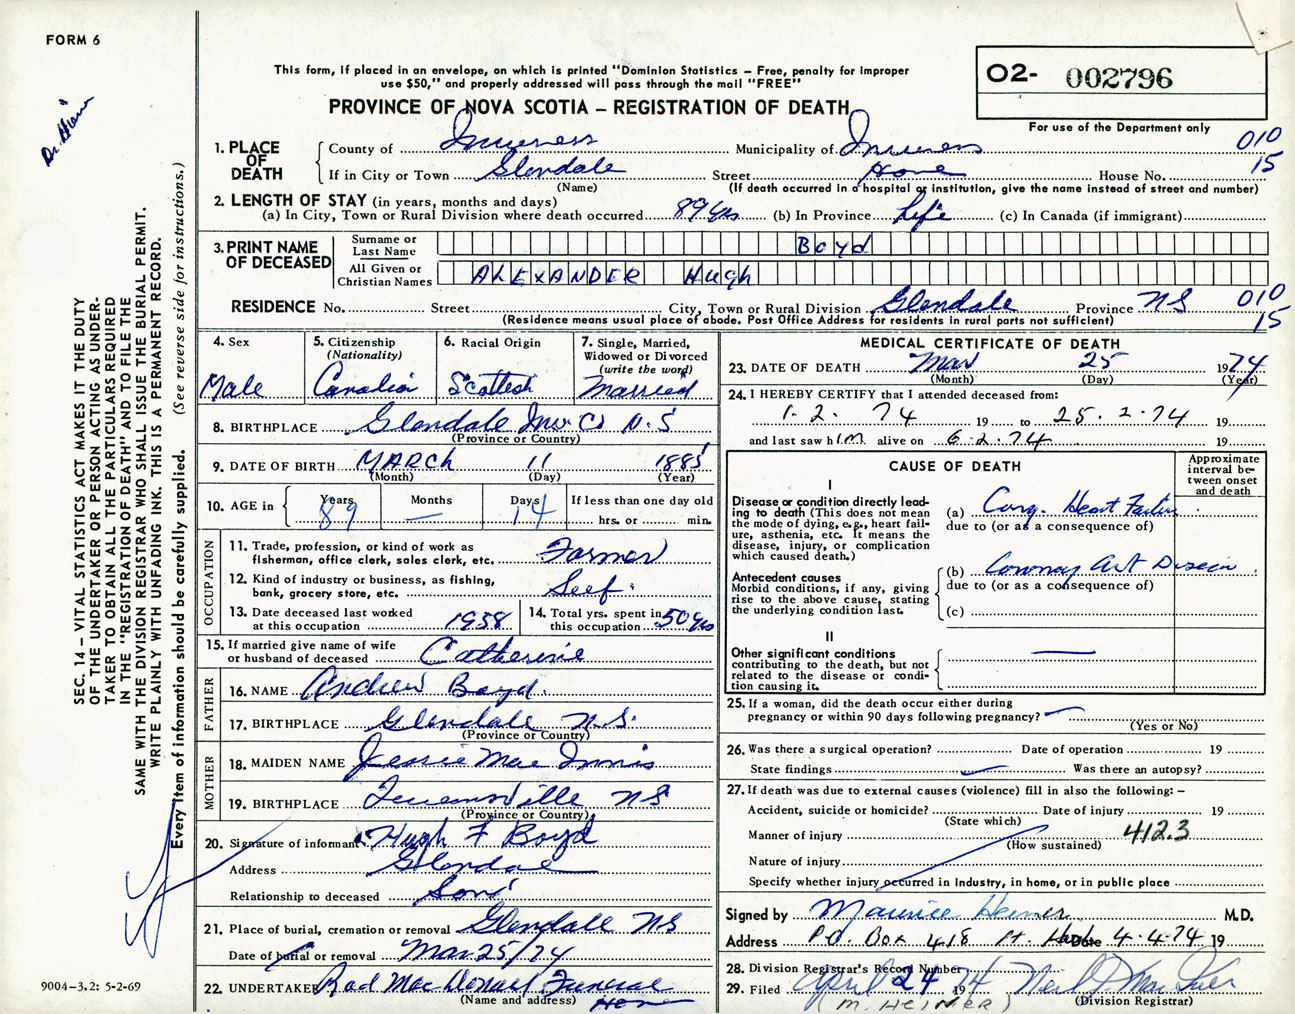 FORM 6
This form, if placed in an envelope, on which is printed "Dominion Statistics – Free, penalty for improper
use $50," and properly addressed will pass through the mail "FREE"
PROVINCE OF NOVA SCOTIA – REGISTRATION OF DEATH
02- 002796
For use of the Department only
010
15
Dr. Heiner
1. PLACE OF DEATH
County of Inverness Municipality of Inverness
If in City or Town Glendale Street Home House No.
(Name) (If death occurred in a hospital or institution, give the name instead of street and number)
2. LENGTH OF STAY (in years, months and days)
(a) In City, Town or Rural Division where death occurred 89 yrs (b) In Province Life (c) In Canada (if immigrant)
3. PRINT NAME OF DECEASED
Surname or Last Name Boyd
All Given or Christian Names ALEXANDER Hugh
RESIDENCE No. Street City, Town or Rural Division Glendale Province NS 010
15
(Residence means usual place of abode. Post Office Address for residents in rural parts not sufficient)
4. Sex
Male
5. Citizenship
(Nationality)
6. Racial Origin
Scottish
7. Single, Married,
Widowed or Divorced
(write the word)
Married
8. BIRTHPLACE Glendale Inv. Co N.S
(Province or Country)
9. DATE OF BIRTH MARCH 11 1885
(Month) (Day) (Year)
10. AGE in Years Months Days If less than one day old
89 — 14 hrs. or min.
OCCUPATION
11. Trade, profession, or kind of work as
fisherman, office clerk, sales clerk, etc. Farmer
12. Kind of industry or business, as fishing,
bank, grocery store, etc. Self
13. Date deceased last worked
at this occupation 1958
14. Total yrs. spent in
this occupation 50 yrs
15. If married give name of wife
or husband of deceased Catherine
FATHER
16. NAME Andrew Boyd
17. BIRTHPLACE Glendale N.S.
(Province or Country)
MOTHER
18. MAIDEN NAME Jessie Mac Innis
19. BIRTHPLACE Queensville NS
(Province or Country)
20. Signature of informant Hugh F Boyd
Address
Relationship to deceased Son
21. Place of burial, cremation or removal Glendale NS
Date of burial or removal Mar 25/74
22. UNDERTAKER Rod MacDonald Funeral
(Name and address) Home
MEDICAL CERTIFICATE OF DEATH
23. DATE OF DEATH Mar 25 1974
(Month) (Day) (Year)
24. I HEREBY CERTIFY that I attended deceased from:
1-2. 74 19 to 25.2.74 19
and last saw him alive on 6.2.74 19
CAUSE OF DEATH
Approximate
interval be-
tween onset
and death
I
Disease or condition directly lead-
ing to death (This does not mean
the mode of dying, e.g., heart fail-
ure, asthenia, etc. It means the
disease, injury, or complication
which caused death.)
(a) Cong. Heart Failure
due to (or as a consequence of)
Antecedent causes
Morbid conditions, if any, giving
rise to the above cause, stating
the underlying condition last.
(b) Coronary Art Disease
due to (or as a consequence of)
(c)
II
Other significant conditions
contributing to the death, but not
related to the disease or condi-
tion causing it.
25. If a woman, did the death occur either during
pregnancy or within 90 days following pregnancy?
(Yes or No)
26. Was there a surgical operation? Date of operation 19
State findings Was there an autopsy?
27. If death was due to external causes (violence) fill in also the following: –
Accident, suicide or homicide? Date of injury 19
(State which)
Manner of injury 412.3
(How sustained)
Nature of injury
Specify whether injury occurred in industry, in home, or in public place
Signed by Maurice Heiner M.D.
Address P.O. Box 418 Pt. Date 4-4-74 19
28. Division Registrar's Record Number 24
29. Filed April 1974
(Division Registrar)
(M. HEINER)
SEC. 14 – VITAL STATISTICS ACT MAKES IT THE DUTY
OF THE UNDERTAKER OR PERSON ACTING AS UNDER-
TAKER TO OBTAIN ALL THE PARTICULARS REQUIRED
IN THE "REGISTRATION OF DEATH" AND TO FILE THE
SAME WITH THE DIVISION REGISTRAR WHO SHALL ISSUE THE BURIAL PERMIT.
WRITE PLAINLY WITH UNFADING INK. THIS IS A PERMANENT RECORD.
Every item of information should be carefully supplied. (See reverse side for instructions.)
9004–3.2: 5-2-69